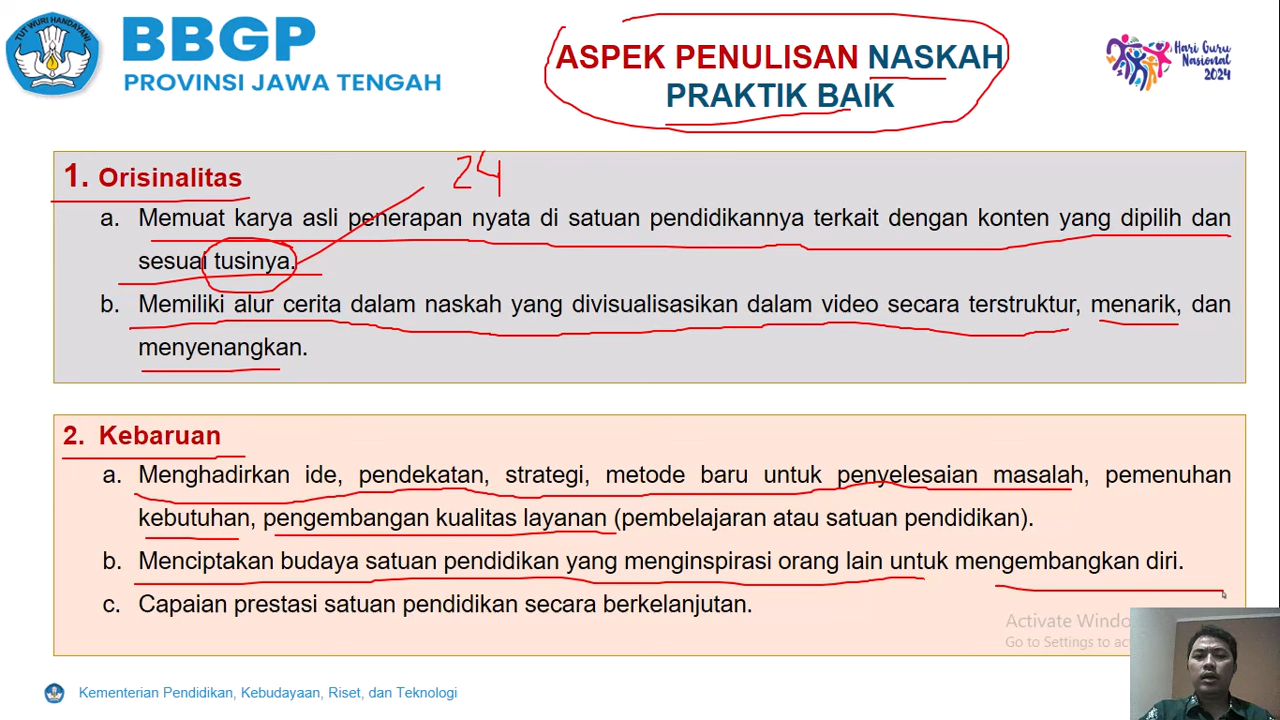 TUT WURI HANDAYANI
BBGP
PROVINSI JAWA TENGAH
ASPEK PENULISAN NASKAH
PRAKTIK BAIK
Hari Guru
Nasional
2024
24
1. Orisinalitas
a. Memuat karya asli penerapan nyata di satuan pendidikannya terkait dengan konten yang dipilih dan
sesuai tusinya.
b. Memiliki alur cerita dalam naskah yang divisualisasikan dalam video secara terstruktur, menarik, dan
menyenangkan.
2. Kebaruan
a. Menghadirkan ide, pendekatan, strategi, metode baru untuk penyelesaian masalah, pemenuhan
kebutuhan, pengembangan kualitas layanan (pembelajaran atau satuan pendidikan).
b. Menciptakan budaya satuan pendidikan yang menginspirasi orang lain untuk mengembangkan diri.
c. Capaian prestasi satuan pendidikan secara berkelanjutan.
Activate
Go to Settings to
Kementerian Pendidikan, Kebudayaan, Riset, dan Teknologi